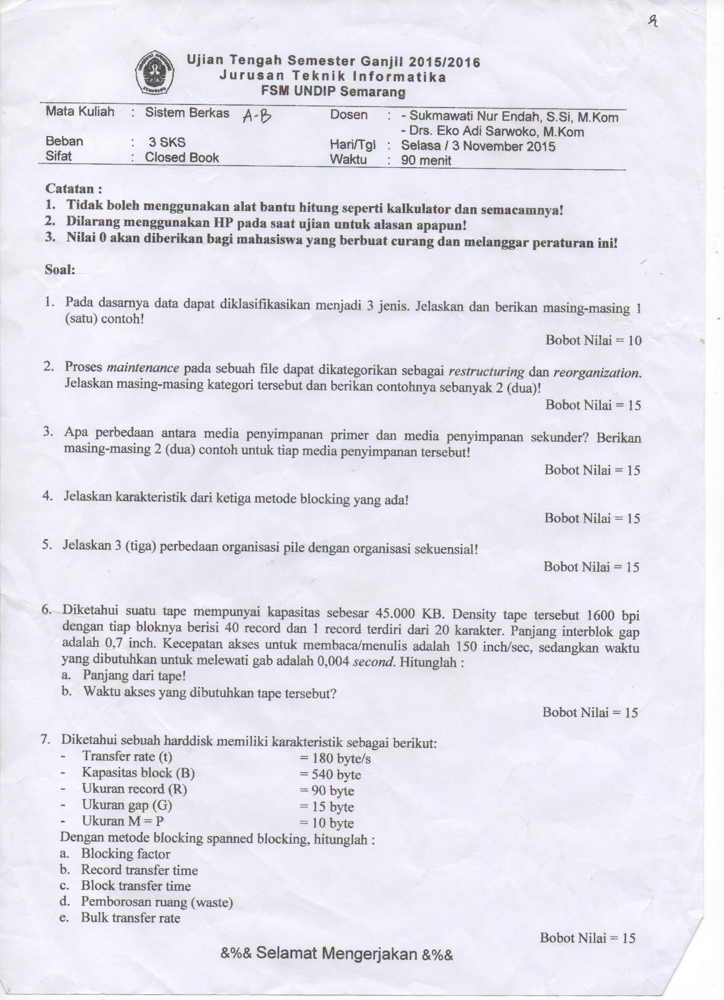 Ujian Tengah Semester Ganjil 2015/2016
Jurusan Teknik Informatika
FSM UNDIP Semarang
Mata Kuliah : Sistem Berkas A-B Dosen : - Sukmawati Nur Endah, S.Si, M.Kom
- Drs. Eko Adi Sarwoko, M.Kom
Beban : 3 SKS Hari/Tgl : Selasa / 3 November 2015
Sifat : Closed Book Waktu : 90 menit
Catatan :
1. Tidak boleh menggunakan alat bantu hitung seperti kalkulator dan semacamnya!
2. Dilarang menggunakan HP pada saat ujian untuk alasan apapun!
3. Nilai 0 akan diberikan bagi mahasiswa yang berbuat curang dan melanggar peraturan ini!
Soal:
1. Pada dasarnya data dapat diklasifikasikan menjadi 3 jenis. Jelaskan dan berikan masing-masing 1
(satu) contoh!
Bobot Nilai = 10
2. Proses maintenance pada sebuah file dapat dikategorikan sebagai restructuring dan reorganization.
Jelaskan masing-masing kategori tersebut dan berikan contohnya sebanyak 2 (dua)!
Bobot Nilai = 15
3. Apa perbedaan antara media penyimpanan primer dan media penyimpanan sekunder? Berikan
masing-masing 2 (dua) contoh untuk tiap media penyimpanan tersebut!
Bobot Nilai = 15
4. Jelaskan karakteristik dari ketiga metode blocking yang ada!
Bobot Nilai = 15
5. Jelaskan 3 (tiga) perbedaan organisasi pile dengan organisasi sekuensial!
Bobot Nilai = 15
6. Diketahui suatu tape mempunyai kapasitas sebesar 45.000 KB. Density tape tersebut 1600 bpi
dengan tiap bloknya berisi 40 record dan 1 record terdiri dari 20 karakter. Panjang interblok gap
adalah 0,7 inch. Kecepatan akses untuk membaca/menulis adalah 150 inch/sec, sedangkan waktu
yang dibutuhkan untuk melewati gab adalah 0,004 second. Hitunglah :
a. Panjang dari tape!
b. Waktu akses yang dibutuhkan tape tersebut?
Bobot Nilai = 15
7. Diketahui sebuah harddisk memiliki karakteristik sebagai berikut:
- Transfer rate (t) = 180 byte/s
- Kapasitas block (B) = 540 byte
- Ukuran record (R) = 90 byte
- Ukuran gap (G) = 15 byte
- Ukuran M = P = 10 byte
Dengan metode blocking spanned blocking, hitunglah :
a. Blocking factor
b. Record transfer time
c. Block transfer time
d. Pemborosan ruang (waste)
e. Bulk transfer rate
Bobot Nilai = 15
&%& Selamat Mengerjakan &%&